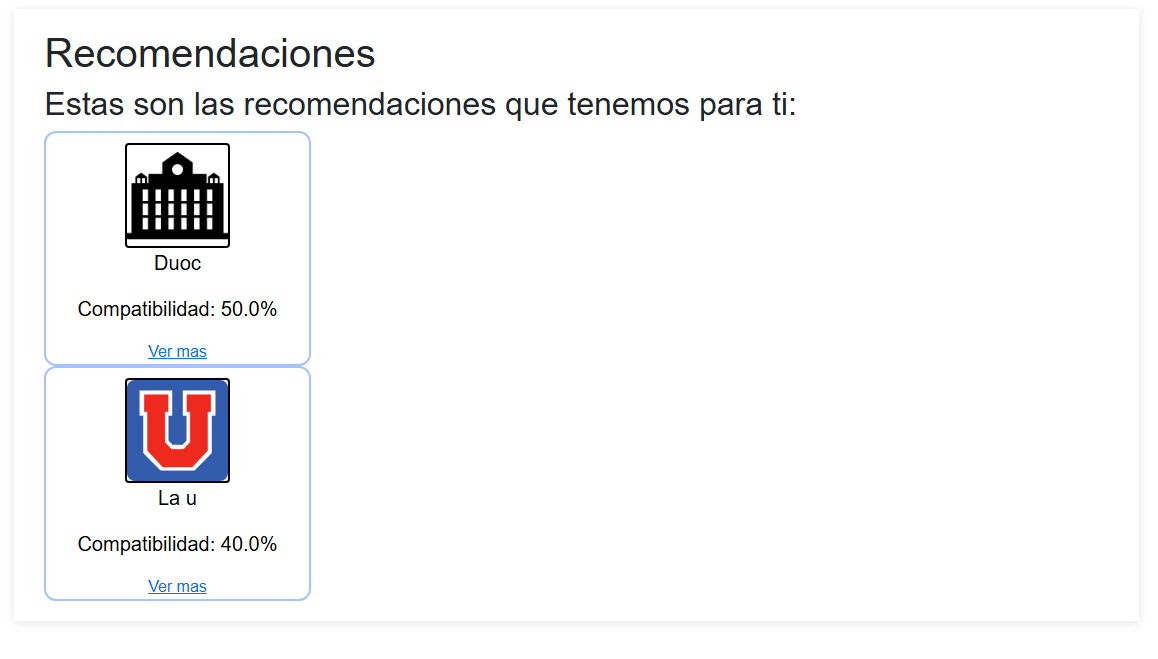 Recomendaciones
Estas son las recomendaciones que tenemos para ti:
Duoc
Compatibilidad: 50.0%
Ver mas
U
La u
Compatibilidad: 40.0%
Ver mas